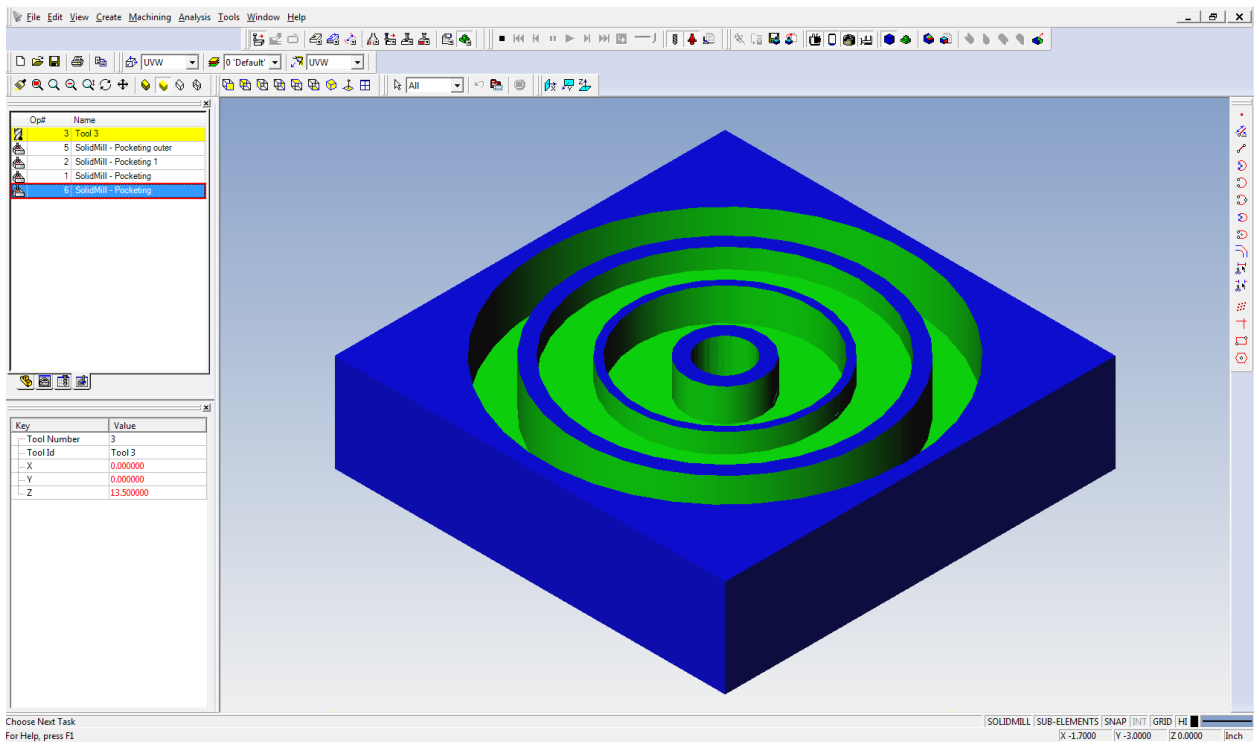 File Edit View Create Machining Analysis Tools Window Help
UVW 0 'Default' UVW
All
Op# Name
3 Tool 3
5 SolidMill - Pocketing outer
2 SolidMill - Pocketing 1
1 SolidMill - Pocketing
6 SolidMill - Pocketing
Key Value
Tool Number 3
Tool Id Tool 3
X 0.000000
Y 0.000000
Z 13.500000
Choose Next Task SOLIDMILL SUB-ELEMENTS SNAP INT GRID HI
For Help, press F1 X -1.7000 Y -3.0000 Z 0.0000 Inch